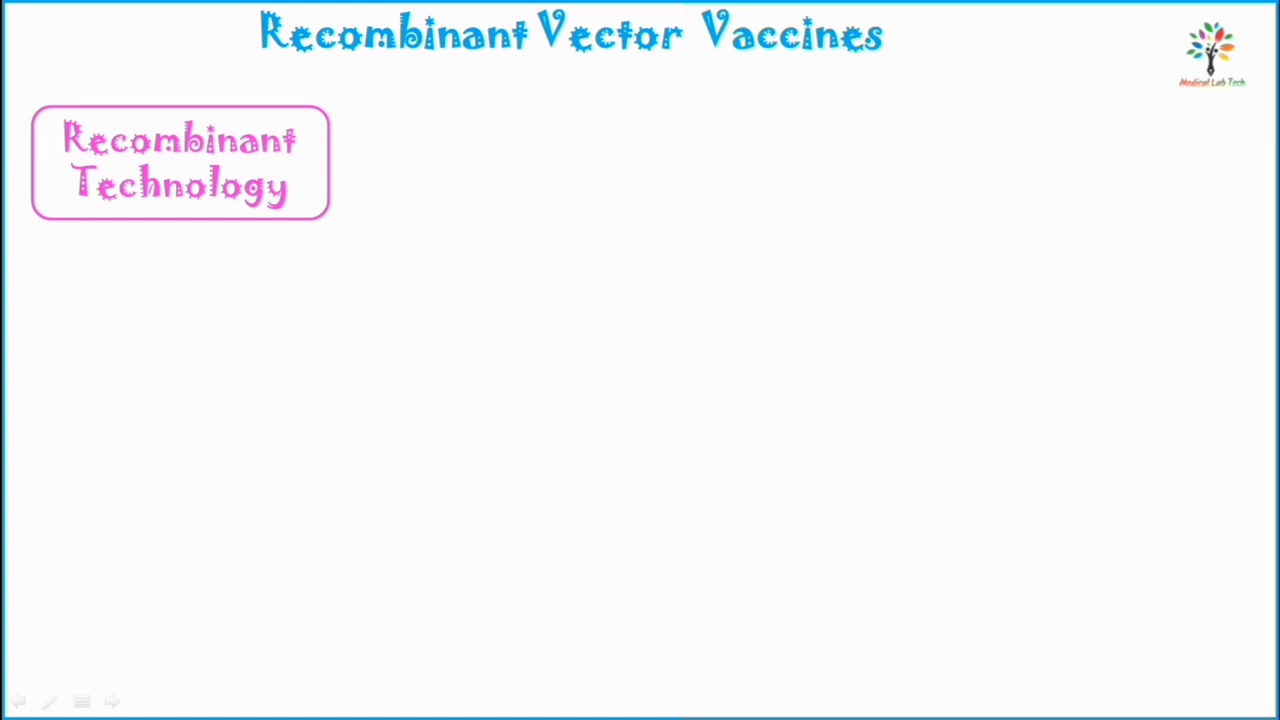 Recombinant Vector Vaccines
Medical Lab Tech
Recombinant
Technology